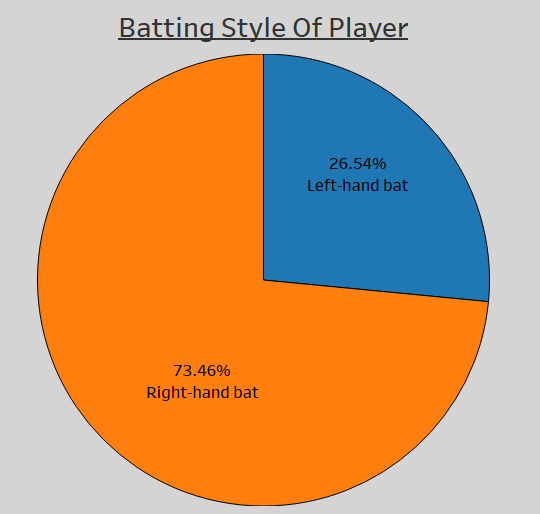 Batting Style Of Player
26.54%
Left-hand bat
73.46%
Right-hand bat